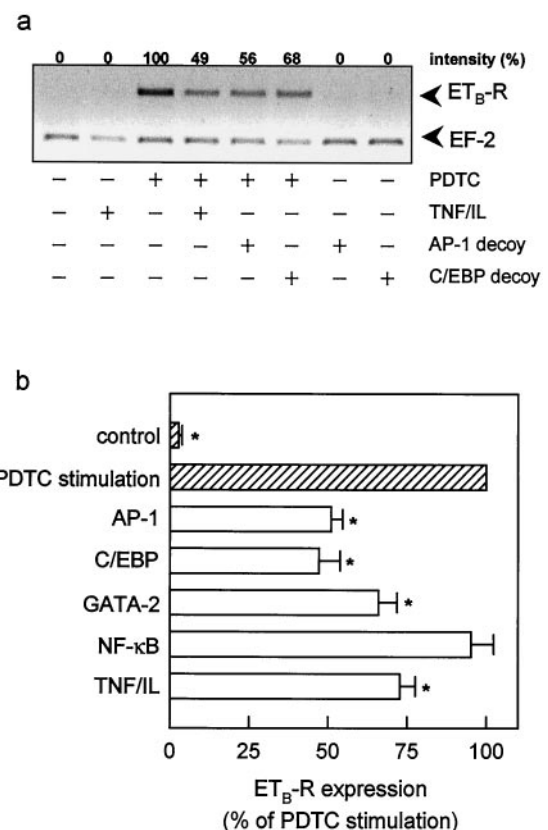 a
0 0 100 49 56 68 0 0 intensity (%)
ET_B-R
EF-2
– – + + + + – – PDTC
– + – + – – – – TNF/IL
– – – – + – + – AP-1 decoy
– – – – – + – + C/EBP decoy
b
control *
PDTC stimulation
AP-1 *
C/EBP *
GATA-2 *
NF-κB
TNF/IL *
0 25 50 75 100
ET_B-R expression
(% of PDTC stimulation)